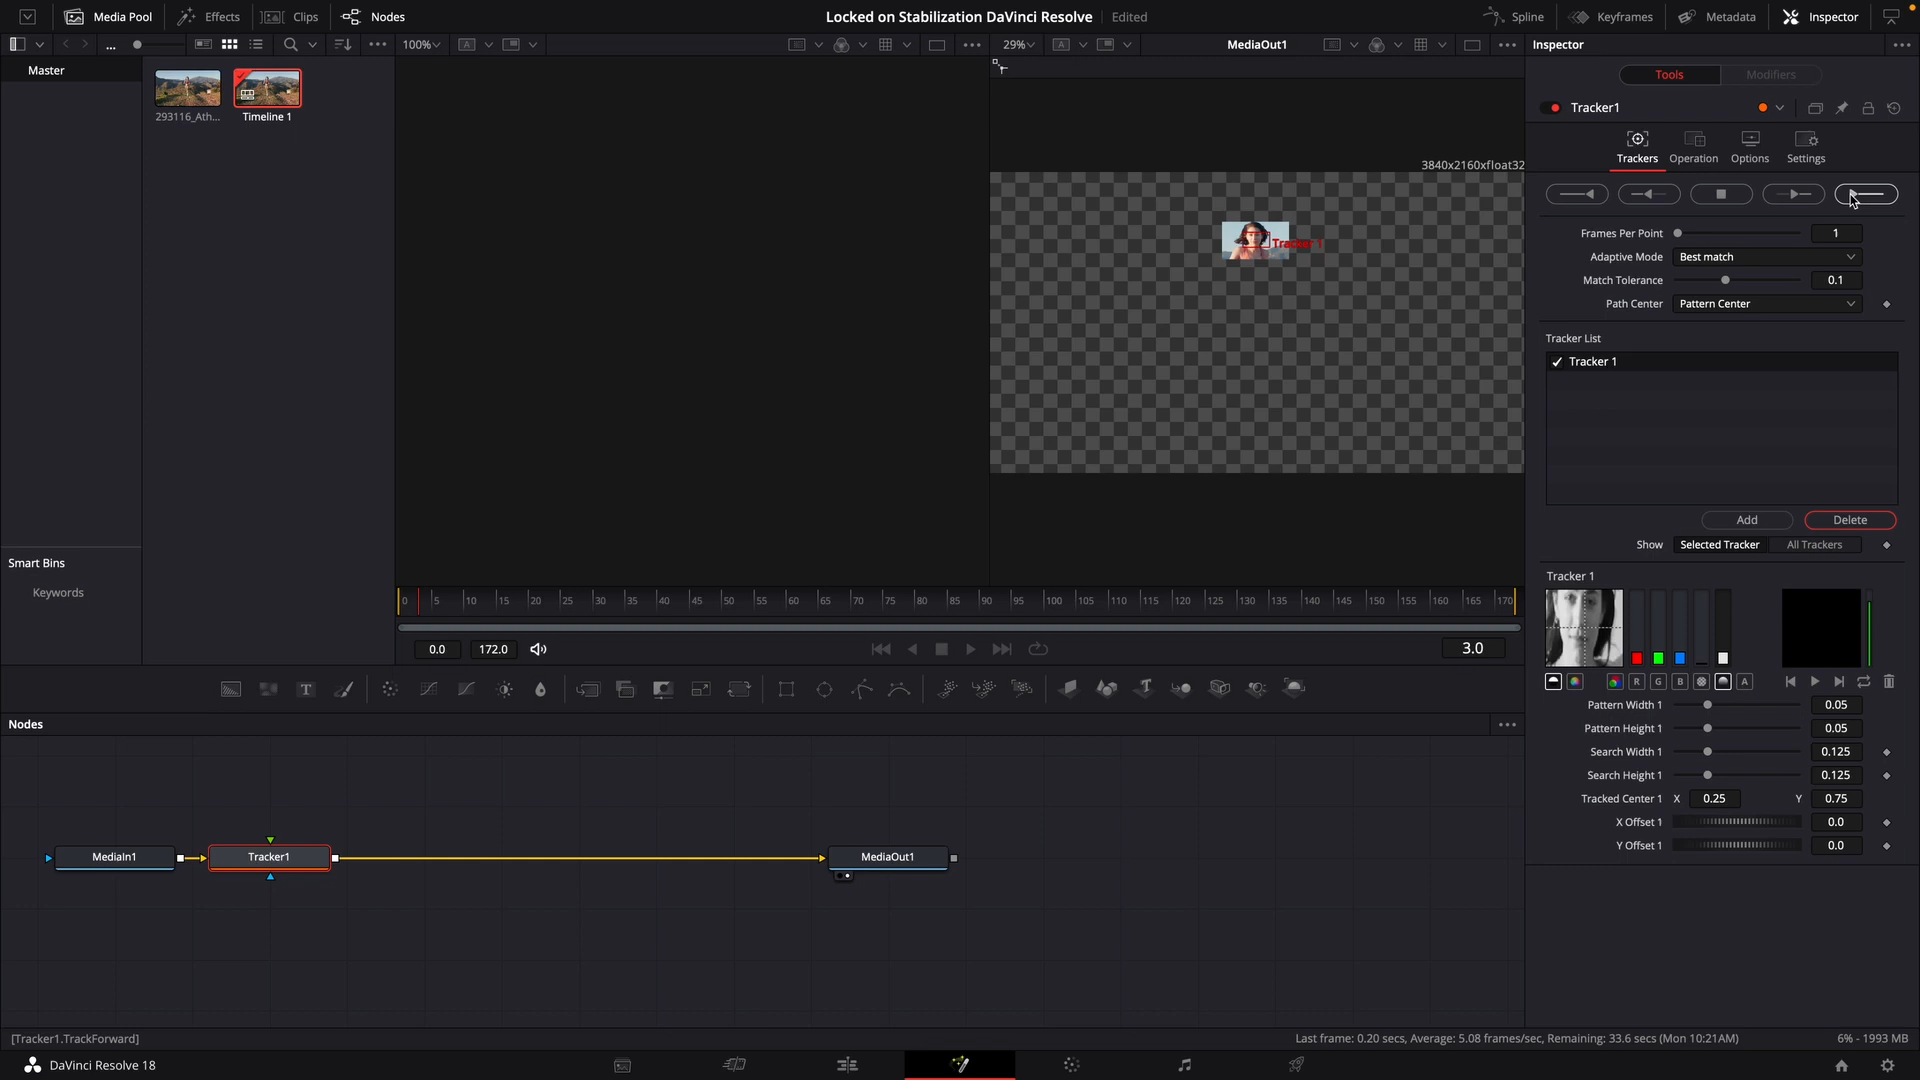 Media Pool
Effects
Clips
Nodes
Locked on Stabilization DaVinci Resolve
Edited
Spline
Keyframes
Metadata
Inspector
...
100%
29%
MediaOut1
Inspector
Master
293116_Ath...
Timeline 1
Tools
Modifiers
Tracker1
Trackers
Operation
Options
Settings
3840x2160xfloat32
Tracker 1
Frames Per Point
1
Adaptive Mode
Best match
Match Tolerance
0.1
Path Center
Pattern Center
Tracker List
Tracker 1
Add
Delete
Show
Selected Tracker
All Trackers
Smart Bins
Keywords
0 5 10 15 20 25 30 35 40 45 50 55 60 65 70 75 80 85 90 95 100 105 110 115 120 125 130 135 140 145 150 155 160 165 170
0.0
172.0
3.0
Tracker 1
R G B A
Pattern Width 1
0.05
Pattern Height 1
0.05
Search Width 1
0.125
Search Height 1
0.125
Tracked Center 1
X
0.25
Y
0.75
X Offset 1
0.0
Y Offset 1
0.0
T
Nodes
MediaIn1
Tracker1
MediaOut1
[Tracker1.TrackForward]
Last frame: 0.20 secs, Average: 5.08 frames/sec, Remaining: 33.6 secs (Mon 10:21AM)
6% - 1993 MB
DaVinci Resolve 18